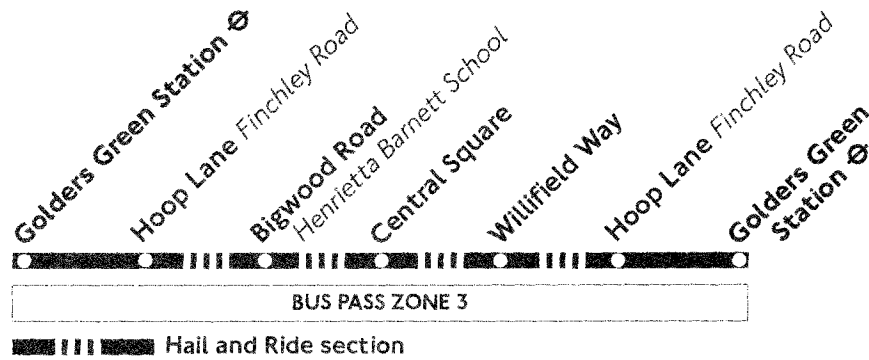 Golders Green Station
Hoop Lane Finchley Road
Bigwood Road
Henrietta Barnett School
Central Square
Willifield Way
Hoop Lane Finchley Road
Golders Green
Station
BUS PASS ZONE 3
Hail and Ride section